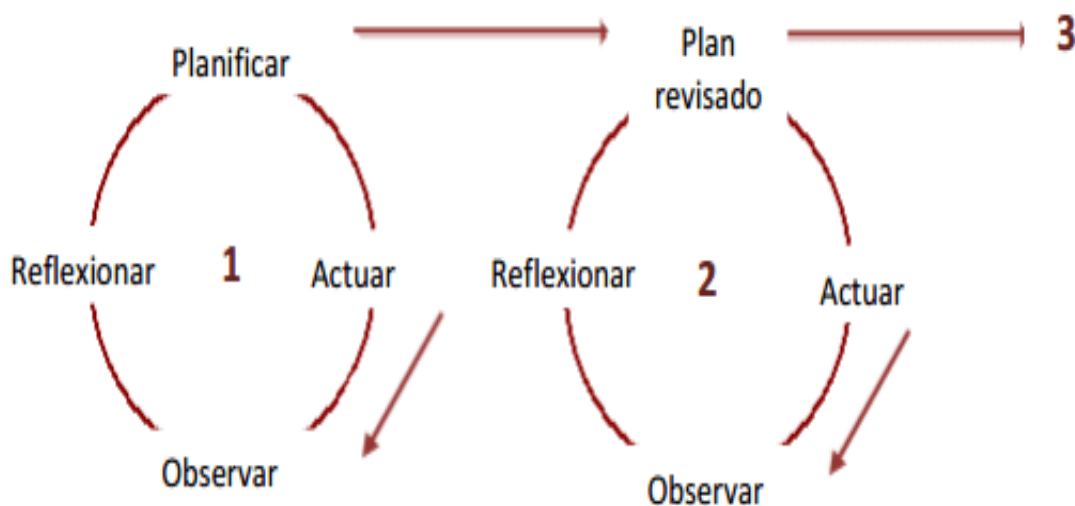 Planificar
Reflexionar
1
Actuar
Observar
Plan
revisado
Reflexionar
2
Actuar
Observar
3